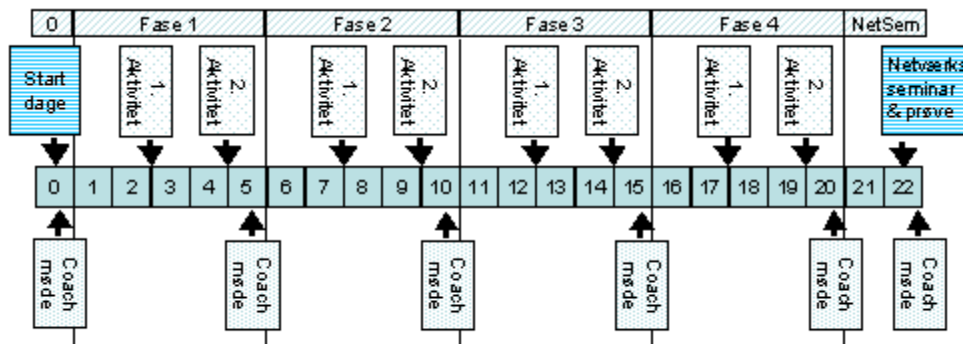 0 Fase 1 Fase 2 Fase 3 Fase 4 NetSem
Start
dage
1.
Aktivitet
2.
Aktivitet
1.
Aktivitet
2.
Aktivitet
1.
Aktivitet
2.
Aktivitet
1.
Aktivitet
2.
Aktivitet
Netværks
seminar
& prøve
0 1 2 3 4 5 6 7 8 9 10 11 12 13 14 15 16 17 18 19 20 21 22
Coach
møde
Coach
møde
Coach
møde
Coach
møde
Coach
møde
Coach
møde